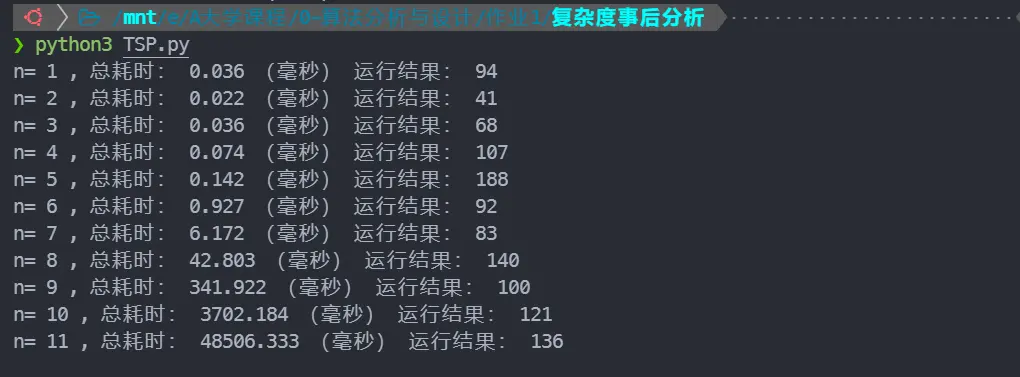 /mnt/e/A大学课程/0-算法分析与设计/作业1/复杂度事后分析
❯ python3 TSP.py
n= 1 , 总耗时： 0.036 （毫秒） 运行结果： 94
n= 2 , 总耗时： 0.022 （毫秒） 运行结果： 41
n= 3 , 总耗时： 0.036 （毫秒） 运行结果： 68
n= 4 , 总耗时： 0.074 （毫秒） 运行结果： 107
n= 5 , 总耗时： 0.142 （毫秒） 运行结果： 188
n= 6 , 总耗时： 0.927 （毫秒） 运行结果： 92
n= 7 , 总耗时： 6.172 （毫秒） 运行结果： 83
n= 8 , 总耗时： 42.803 （毫秒） 运行结果： 140
n= 9 , 总耗时： 341.922 （毫秒） 运行结果： 100
n= 10 , 总耗时： 3702.184 （毫秒） 运行结果： 121
n= 11 , 总耗时： 48506.333 （毫秒） 运行结果： 136